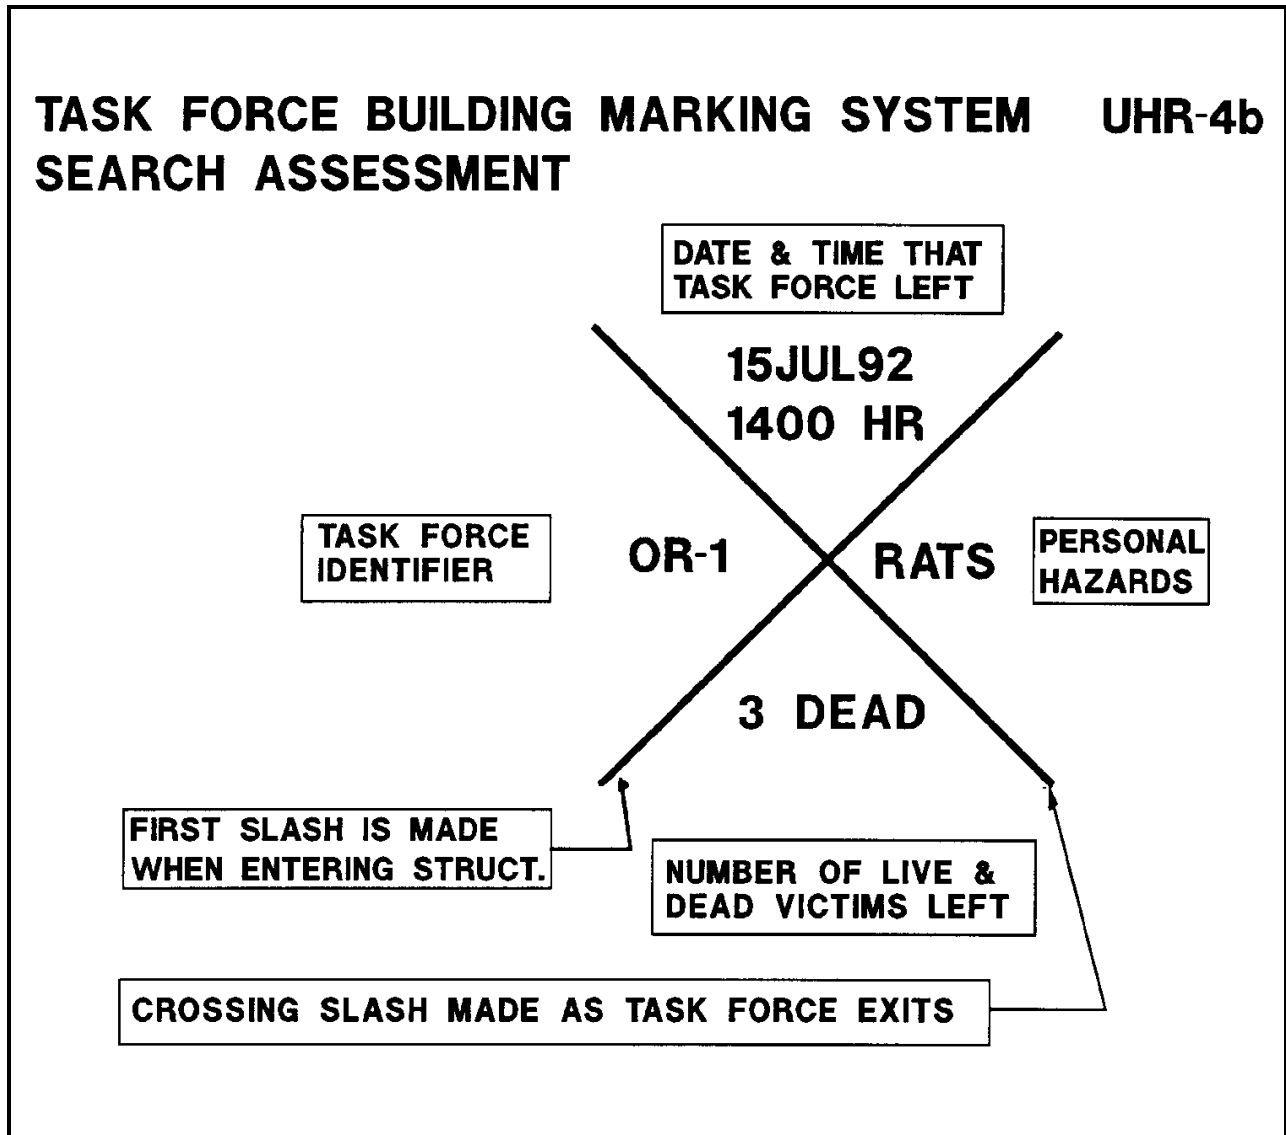 TASK FORCE BUILDING MARKING SYSTEM UHR-4b
SEARCH ASSESSMENT
DATE & TIME THAT
TASK FORCE LEFT
15JUL92
1400 HR
TASK FORCE
IDENTIFIER
OR-1
RATS
PERSONAL
HAZARDS
3 DEAD
FIRST SLASH IS MADE
WHEN ENTERING STRUCT.
NUMBER OF LIVE &
DEAD VICTIMS LEFT
CROSSING SLASH MADE AS TASK FORCE EXITS